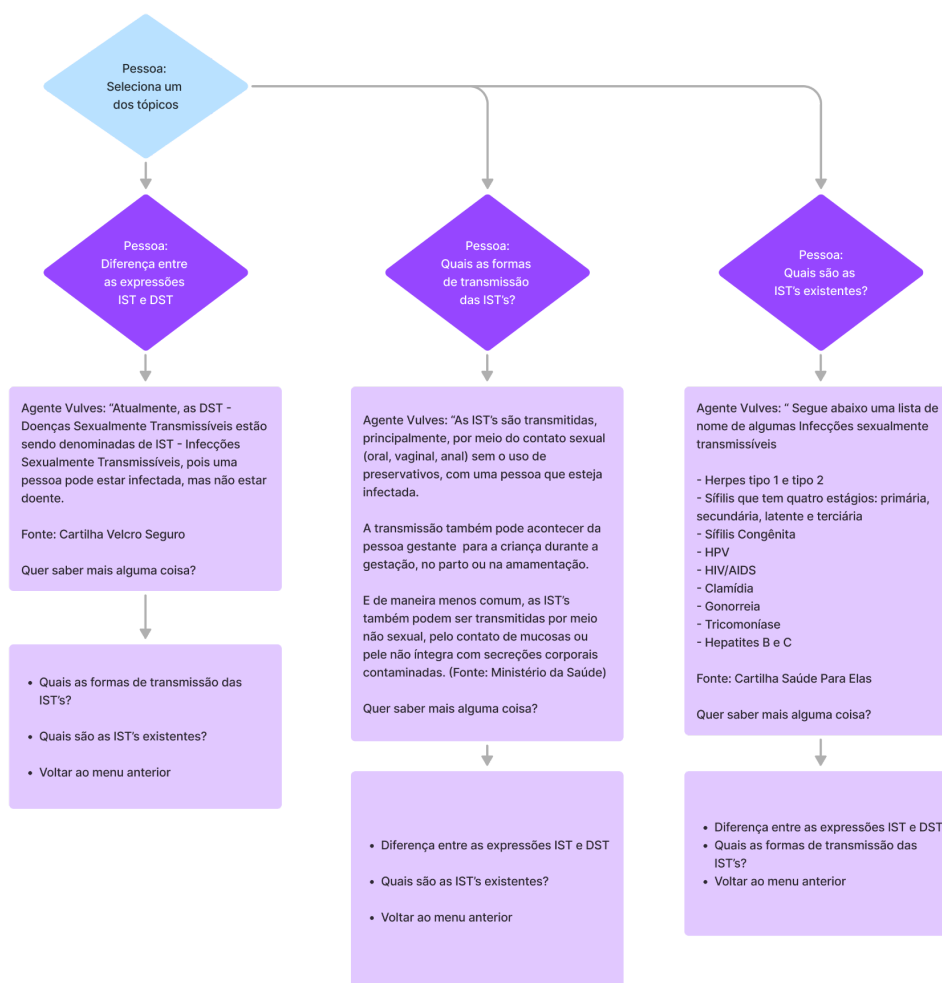 Pessoa:
Seleciona um
dos tópicos
Pessoa:
Diferença entre
as expressões
IST e DST
Pessoa:
Quais as formas
de transmissão
das IST's?
Pessoa:
Quais são as
IST's existentes?
Agente Vulves: “Atualmente, as DST -
Doenças Sexualmente Transmissíveis estão
sendo denominadas de IST - Infecções
Sexualmente Transmissíveis, pois uma
pessoa pode estar infectada, mas não estar
doente.
Fonte: Cartilha Velcro Seguro
Quer saber mais alguma coisa?
• Quais as formas de transmissão das
IST's?
• Quais são as IST's existentes?
• Voltar ao menu anterior
Agente Vulves: “As IST's são transmitidas,
principalmente, por meio do contato sexual
(oral, vaginal, anal) sem o uso de
preservativos, com uma pessoa que esteja
infectada.
A transmissão também pode acontecer da
pessoa gestante  para a criança durante a
gestação, no parto ou na amamentação.
E de maneira menos comum, as IST's
também podem ser transmitidas por meio
não sexual, pelo contato de mucosas ou
pele não íntegra com secreções corporais
contaminadas. (Fonte: Ministério da Saúde)
Quer saber mais alguma coisa?
• Diferença entre as expressões IST e DST
• Quais são as IST's existentes?
• Voltar ao menu anterior
Agente Vulves: “ Segue abaixo uma lista de
nome de algumas Infecções sexualmente
transmissíveis
- Herpes tipo 1 e tipo 2
- Sífilis que tem quatro estágios: primária,
secundária, latente e terciária
- Sífilis Congênita
- HPV
- HIV/AIDS
- Clamídia
- Gonorreia
- Tricomoníase
- Hepatites B e C
Fonte: Cartilha Saúde Para Elas
Quer saber mais alguma coisa?
• Diferença entre as expressões IST e DST
• Quais as formas de transmissão das
IST's?
• Voltar ao menu anterior